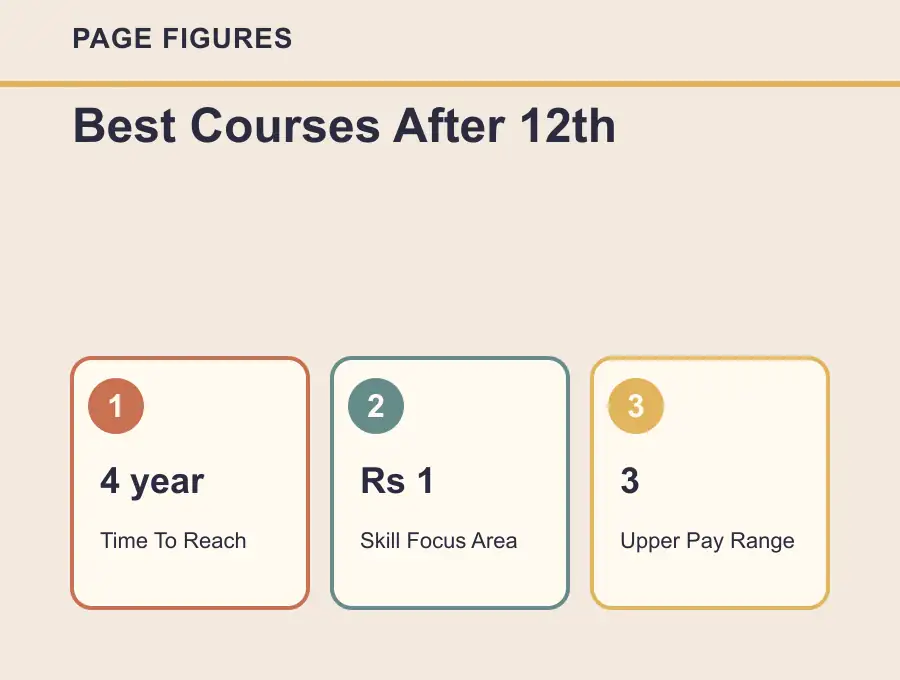 PAGE FIGURES
Best Courses After 12th
1
4 year
Time To Reach
2
Rs 1
Skill Focus Area
3
3
Upper Pay Range